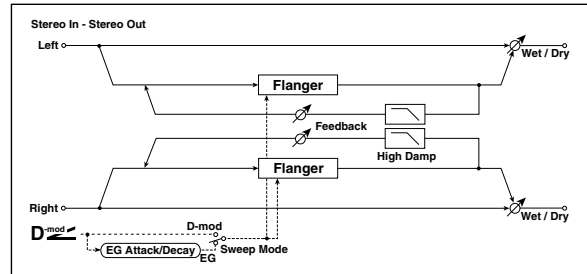 Stereo In - Stereo Out
Left
Wet / Dry
Flanger
Feedback
High Damp
Flanger
Right
Wet / Dry
D-mod
D-mod
EG Attack/Decay
EG
Sweep Mode